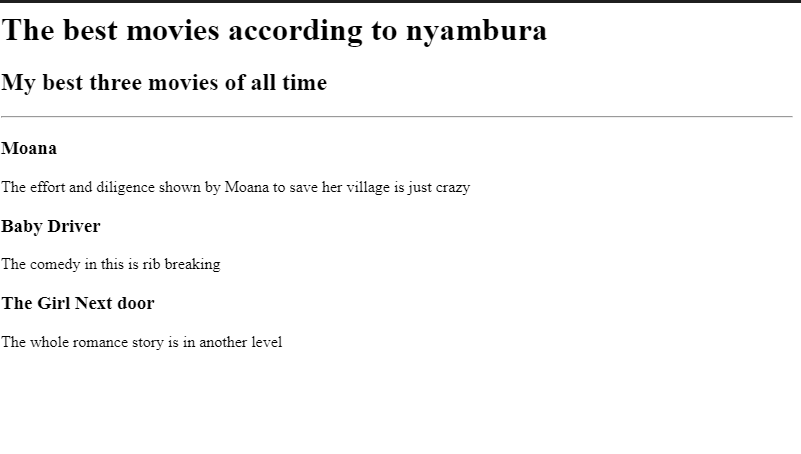 The best movies according to nyambura
My best three movies of all time
Moana
The effort and diligence shown by Moana to save her village is just crazy
Baby Driver
The comedy in this is rib breaking
The Girl Next door
The whole romance story is in another level